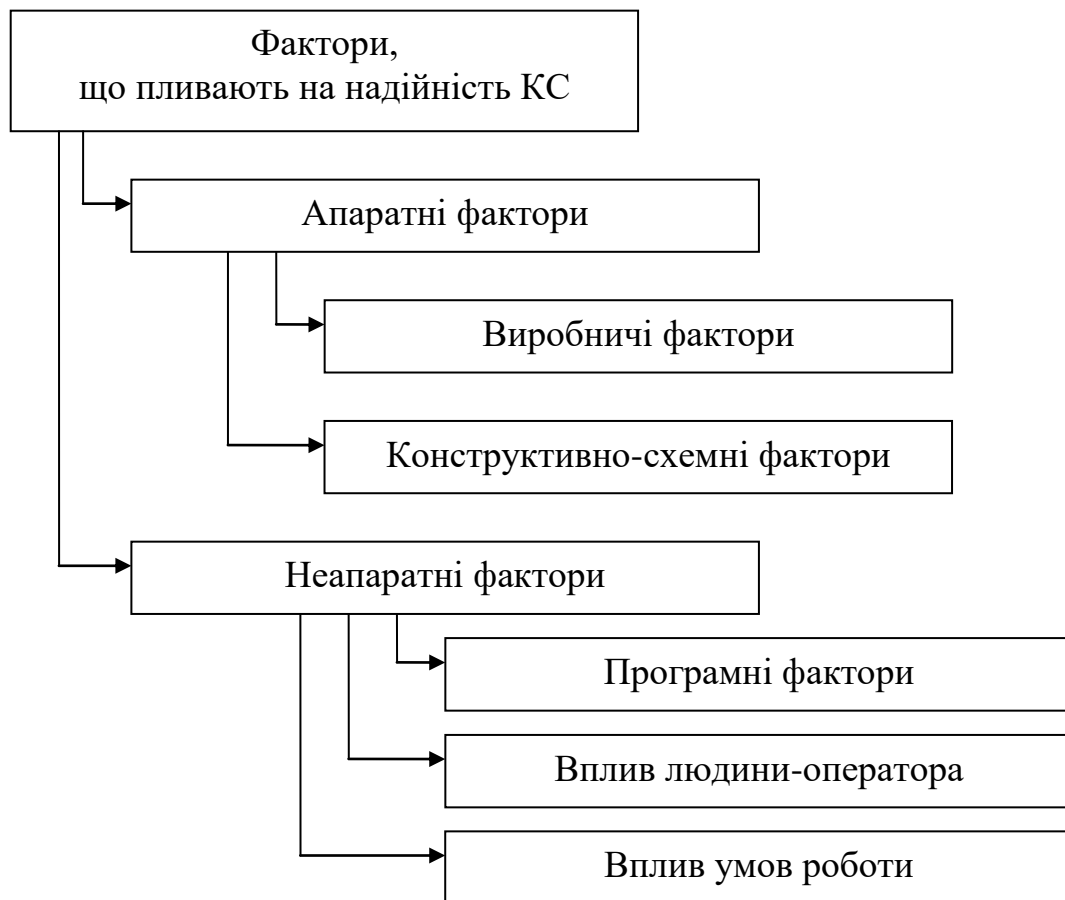 Фактори,
що пливають на надійність КС
Апаратні фактори
Виробничі фактори
Конструктивно-схемні фактори
Неапаратні фактори
Програмні фактори
Вплив людини-оператора
Вплив умов роботи